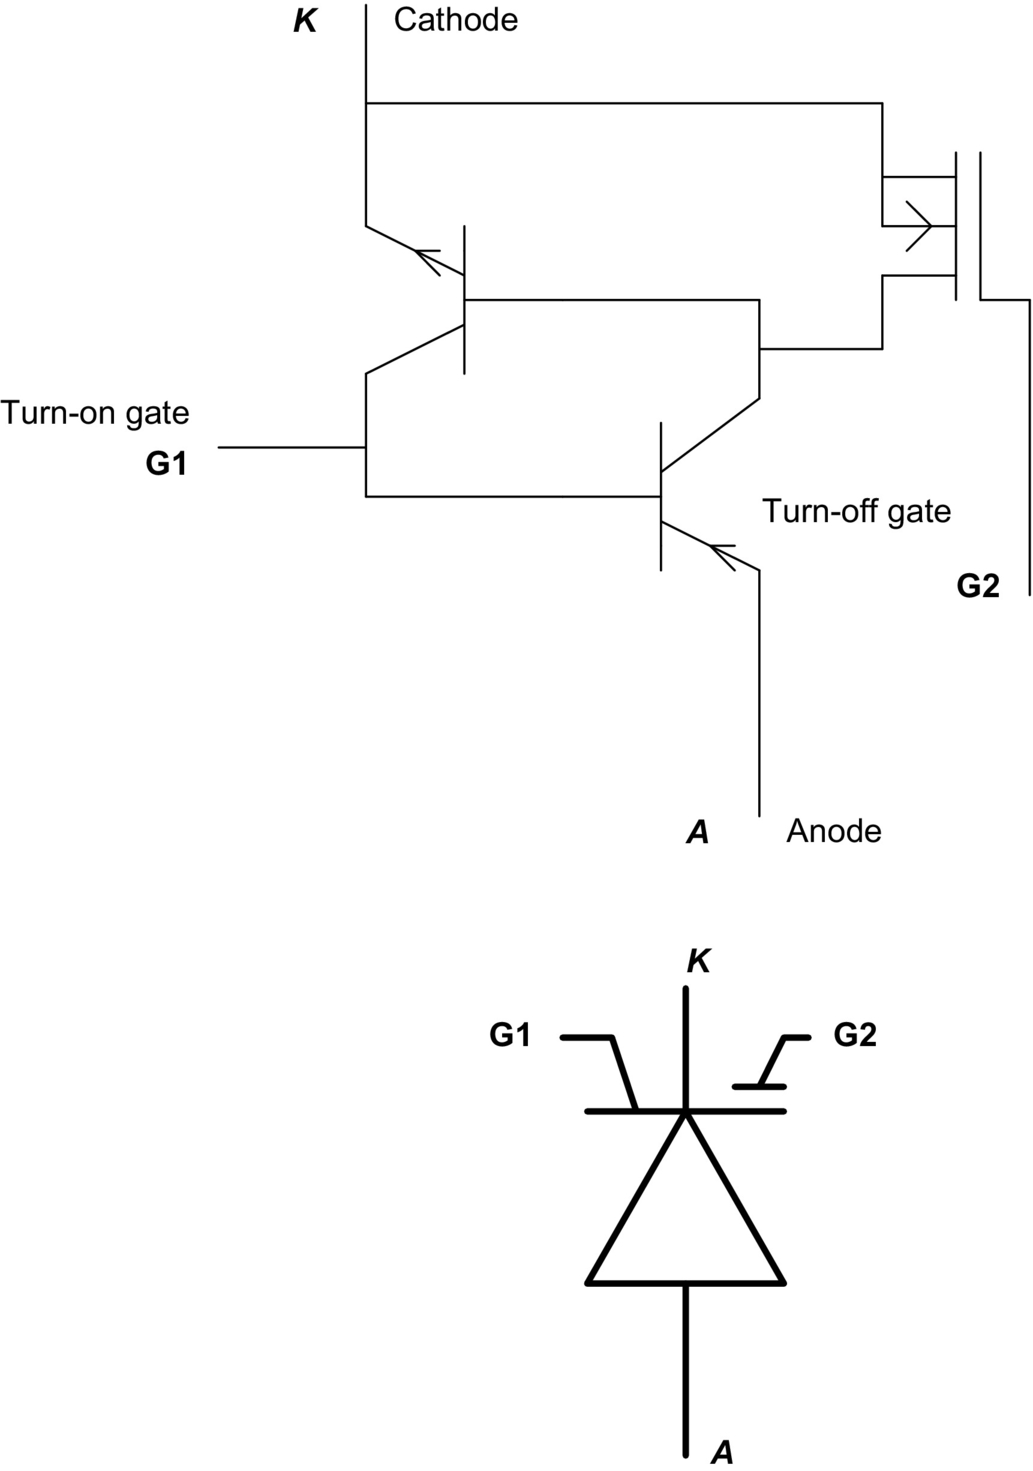 K Cathode
Turn-on gate
G1
Turn-off gate
G2
A Anode
K
G1 G2
A